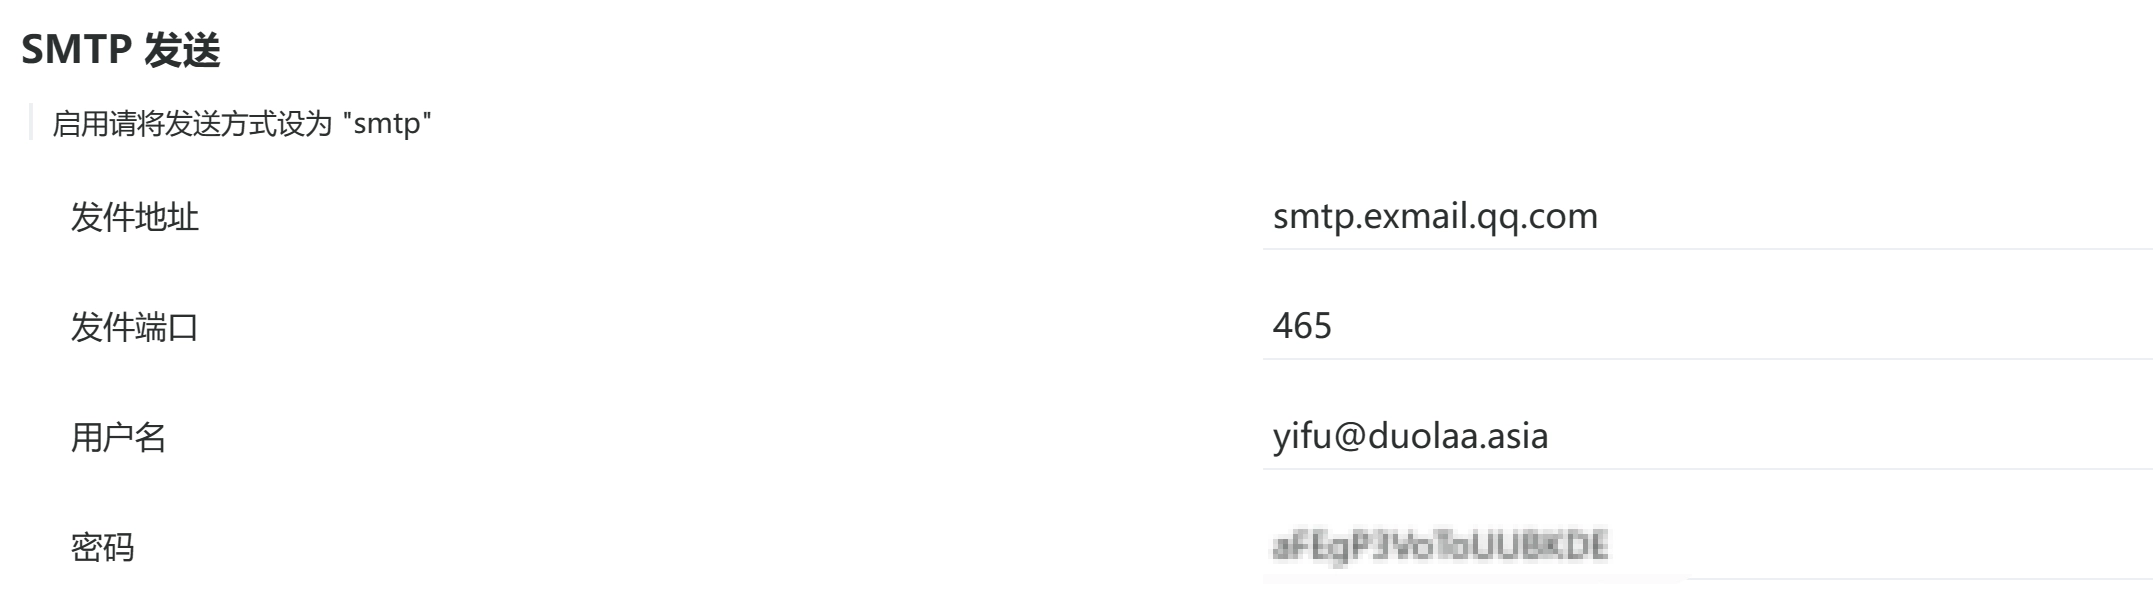 SMTP 发送
启用请将发送方式设为 "smtp"
发件地址 smtp.exmail.qq.com
发件端口 465
用户名 yifu@duolaa.asia
密码